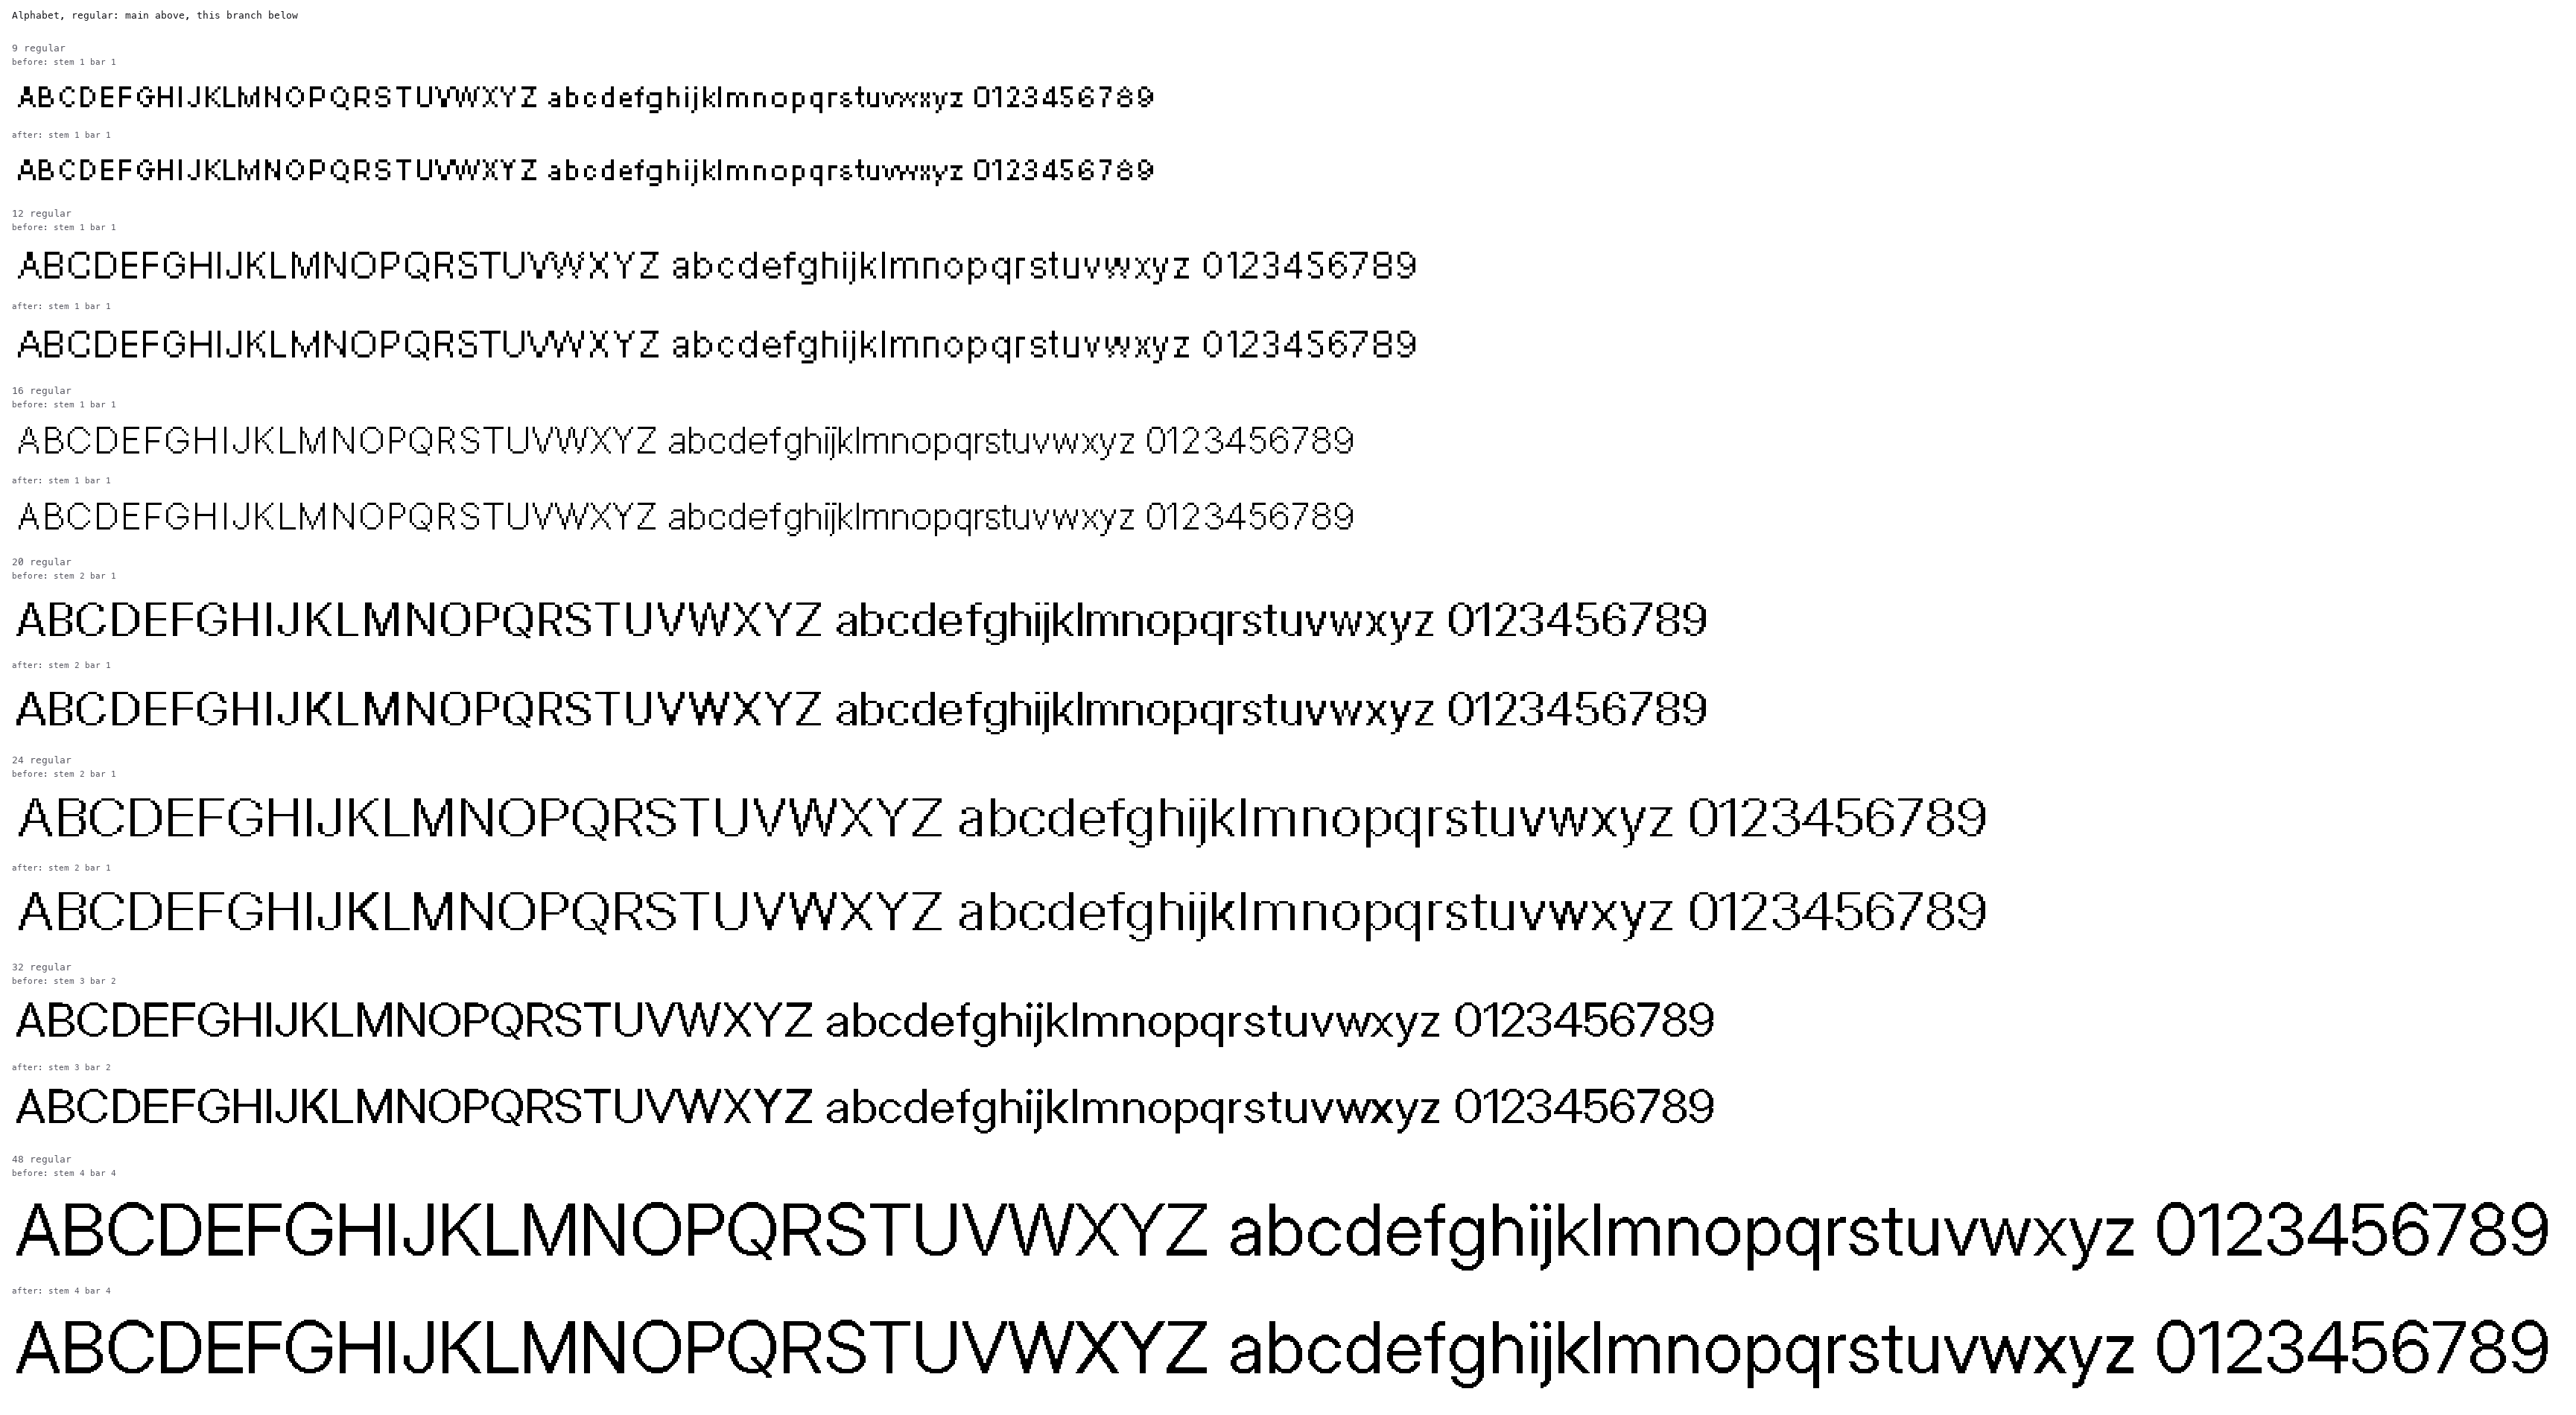 Alphabet, regular: main above, this branch below
9 regular
before: stem 1 bar 1
ABCDEFGHIJKLMNOPQRSTUVWXYZ abcdefghijklmnopqrstuvwxyz 0123456789
after: stem 1 bar 1
ABCDEFGHIJKLMNOPQRSTUVWXYZ abcdefghijklmnopqrstuvwxyz 0123456789
12 regular
before: stem 1 bar 1
ABCDEFGHIJKLMNOPQRSTUVWXYZ abcdefghijklmnopqrstuvwxyz 0123456789
after: stem 1 bar 1
ABCDEFGHIJKLMNOPQRSTUVWXYZ abcdefghijklmnopqrstuvwxyz 0123456789
16 regular
before: stem 1 bar 1
ABCDEFGHIJKLMNOPQRSTUVWXYZ abcdefghijklmnopqrstuvwxyz 0123456789
after: stem 1 bar 1
ABCDEFGHIJKLMNOPQRSTUVWXYZ abcdefghijklmnopqrstuvwxyz 0123456789
20 regular
before: stem 2 bar 1
ABCDEFGHIJKLMNOPQRSTUVWXYZ abcdefghijklmnopqrstuvwxyz 0123456789
after: stem 2 bar 1
ABCDEFGHIJKLMNOPQRSTUVWXYZ abcdefghijklmnopqrstuvwxyz 0123456789
24 regular
before: stem 2 bar 1
ABCDEFGHIJKLMNOPQRSTUVWXYZ abcdefghijklmnopqrstuvwxyz 0123456789
after: stem 2 bar 1
ABCDEFGHIJKLMNOPQRSTUVWXYZ abcdefghijklmnopqrstuvwxyz 0123456789
32 regular
before: stem 3 bar 2
ABCDEFGHIJKLMNOPQRSTUVWXYZ abcdefghijklmnopqrstuvwxyz 0123456789
after: stem 3 bar 2
ABCDEFGHIJKLMNOPQRSTUVWXYZ abcdefghijklmnopqrstuvwxyz 0123456789
48 regular
before: stem 4 bar 4
ABCDEFGHIJKLMNOPQRSTUVWXYZ abcdefghijklmnopqrstuvwxyz 0123456789
after: stem 4 bar 4
ABCDEFGHIJKLMNOPQRSTUVWXYZ abcdefghijklmnopqrstuvwxyz 0123456789